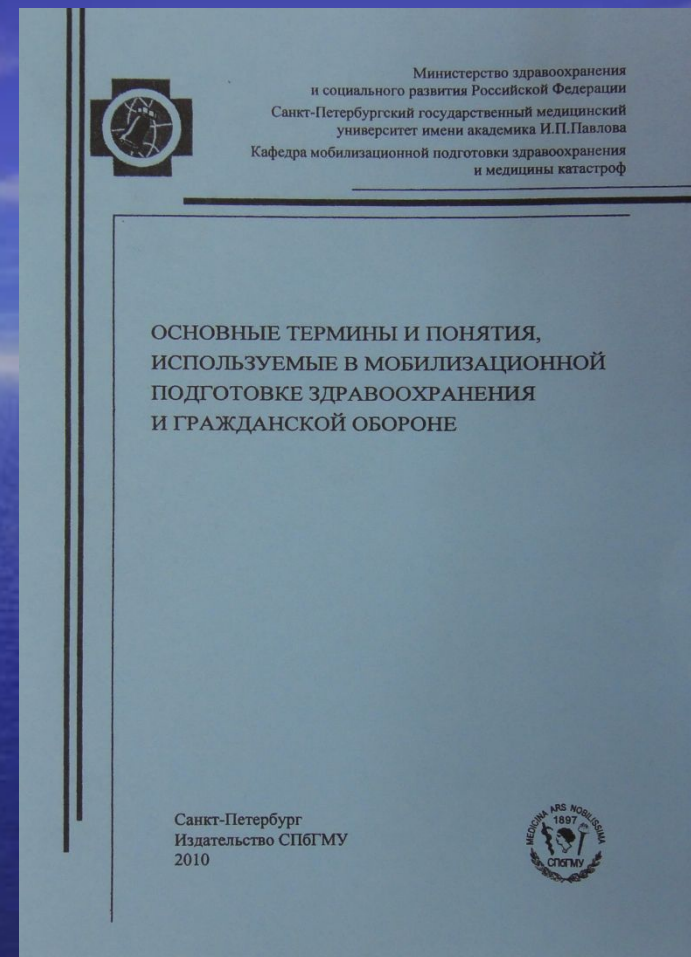 Министерство здравоохранения
и социального развития Российской Федерации
Санкт-Петербургский государственный медицинский
университет имени академика И.П.Павлова
Кафедра мобилизационной подготовки здравоохранения
и медицины катастроф
ОСНОВНЫЕ ТЕРМИНЫ И ПОНЯТИЯ,
ИСПОЛЬЗУЕМЫЕ В МОБИЛИЗАЦИОННОЙ
ПОДГОТОВКЕ ЗДРАВООХРАНЕНИЯ
И ГРАЖДАНСКОЙ ОБОРОНЕ
Санкт-Петербург
Издательство СПбГМУ
2010
MEDICINA ARS NOBILISSIMA
1897
СПбГМУ